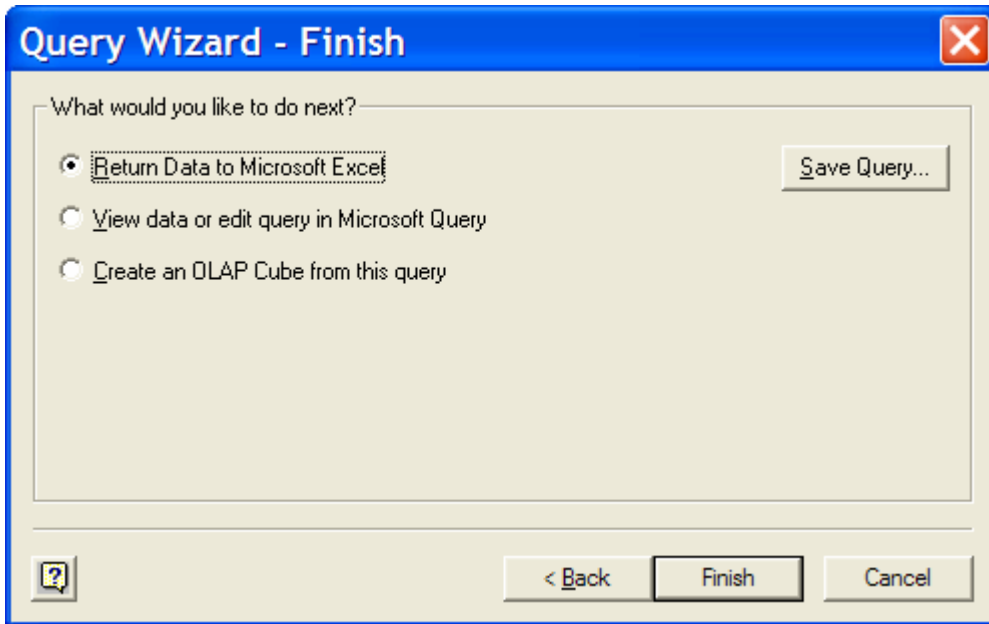 Query Wizard - Finish
What would you like to do next?
Return Data to Microsoft Excel
Save Query...
View data or edit query in Microsoft Query
Create an OLAP Cube from this query
?
< Back
Finish
Cancel